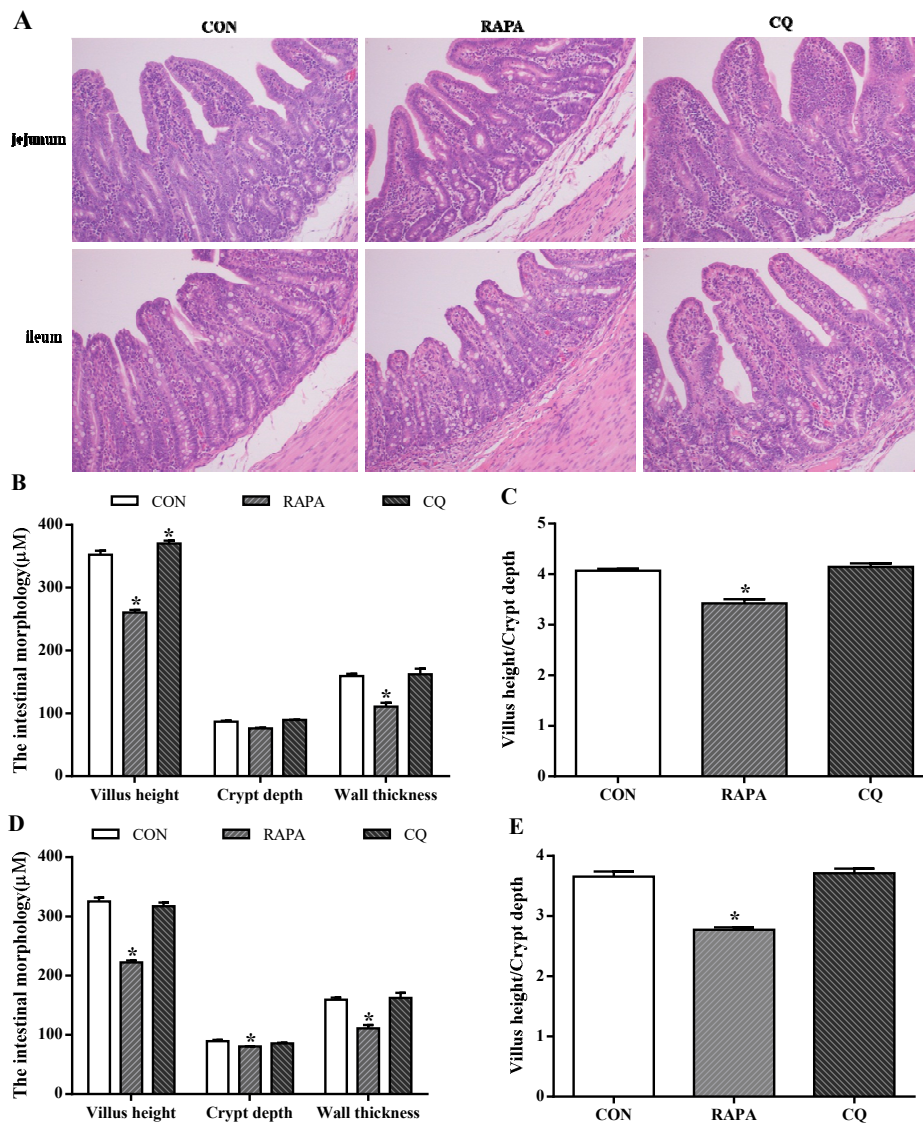 A
CON
RAPA
CQ
jejunum
ileum
B
CON
RAPA
CQ
The intestinal morphology(μM)
400
300
200
100
0
*
*
*
Villus height
Crypt depth
Wall thickness
C
Villus height/Crypt depth
5
4
3
2
1
0
*
CON
RAPA
CQ
D
CON
RAPA
CQ
The intestinal morphology(μM)
400
300
200
100
0
*
*
*
Villus height
Crypt depth
Wall thickness
E
Villus height/Crypt depth
4
3
2
1
0
*
CON
RAPA
CQ